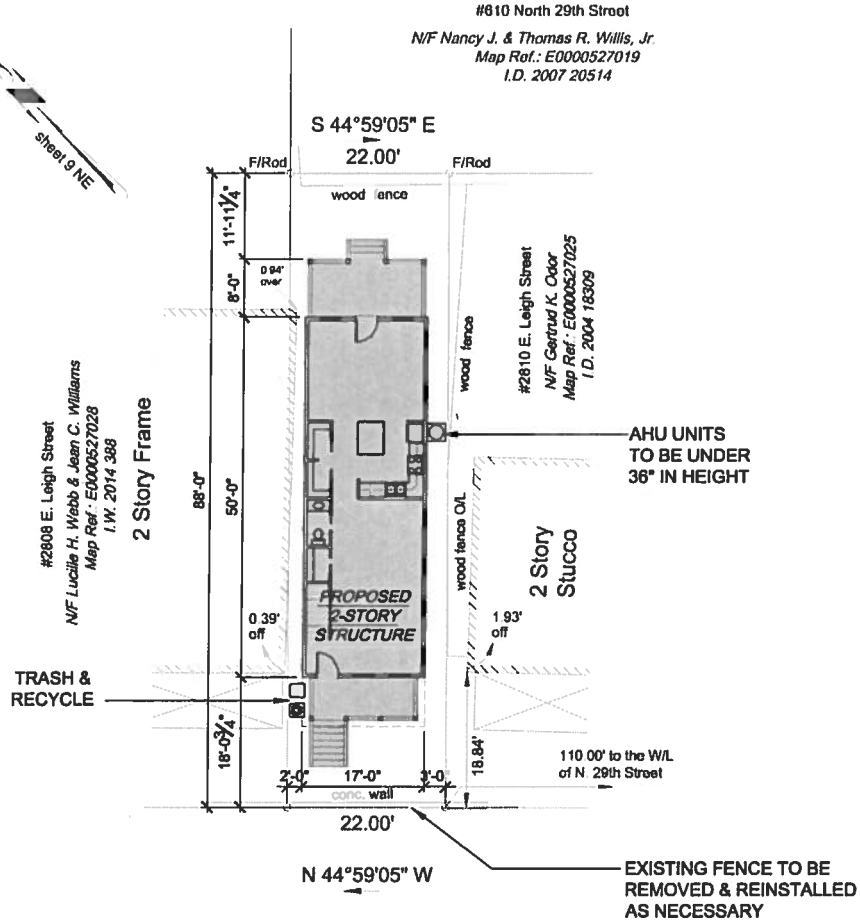 #610 North 29th Street
N/F Nancy J. & Thomas R. Willis, Jr.
Map Ref.: E0000527019
I.D. 2007 20514
sheet 9 NE
S 44°59'05" E
22.00'
F/Rod
F/Rod
wood fence
11'-11¼"
0.94'
over
8'-0"
#2810 E. Leigh Street
N/F Gertrud K. Odor
Map Ref.: E0000527025
I.D. 2004 18309
wood fence
#2808 E. Leigh Street
N/F Lucille H. Webb & Jean C. Williams
Map Ref.: E0000527028
I.W. 2014 388
2 Story Frame
88'-0"
50'-0"
AHU UNITS
TO BE UNDER
36" IN HEIGHT
wood fence O/L
2 Story
Stucco
PROPOSED
2-STORY
STRUCTURE
0.39'
off
1.93'
off
TRASH &
RECYCLE
18'-0¾"
18.84'
2'-0"
17'-0"
3'-0
110.00' to the W/L
of N. 29th Street
conc. wall
22.00'
N 44°59'05" W
EXISTING FENCE TO BE
REMOVED & REINSTALLED
AS NECESSARY